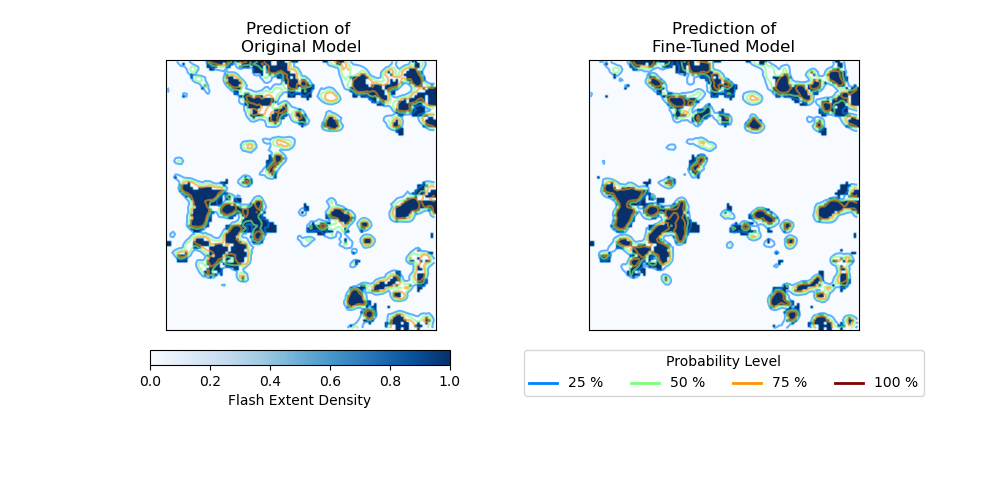 Prediction of
Original Model
Prediction of
Fine-Tuned Model
0.0 0.2 0.4 0.6 0.8 1.0
Flash Extent Density
Probability Level
25 % 50 % 75 % 100 %